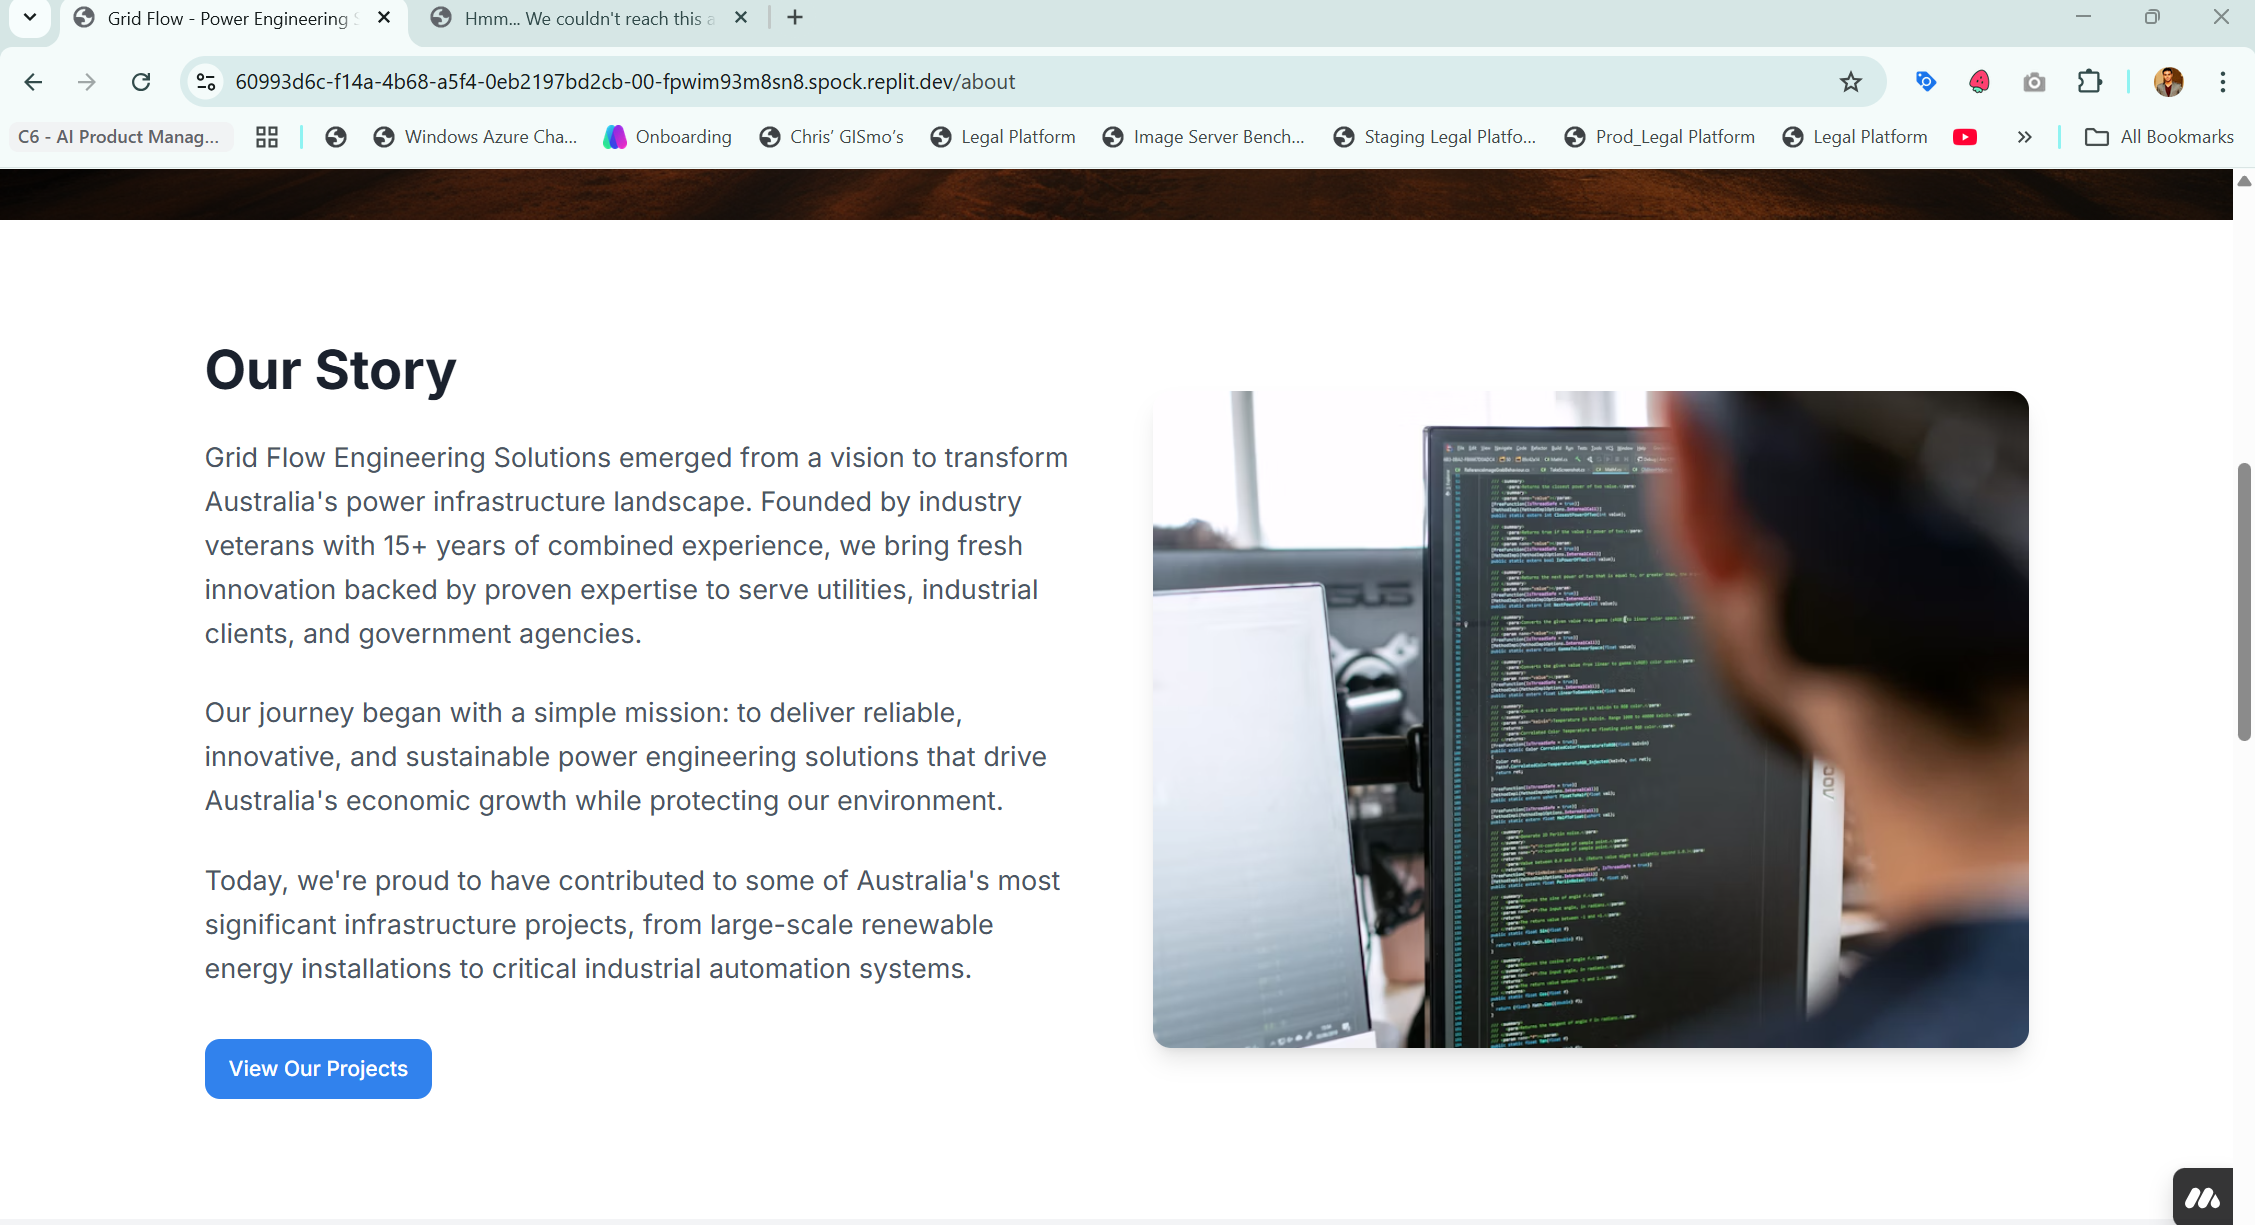 Grid Flow - Power Engineering
Hmm... We couldn't reach this a
60993d6c-f14a-4b68-a5f4-0eb2197bd2cb-00-fpwim93m8sn8.spock.replit.dev/about
C6 - AI Product Manag...
Windows Azure Cha...
Onboarding
Chris' GISmo's
Legal Platform
Image Server Bench...
Staging Legal Platfo...
Prod_Legal Platform
Legal Platform
All Bookmarks
Our Story
Grid Flow Engineering Solutions emerged from a vision to transform
Australia's power infrastructure landscape. Founded by industry
veterans with 15+ years of combined experience, we bring fresh
innovation backed by proven expertise to serve utilities, industrial
clients, and government agencies.
Our journey began with a simple mission: to deliver reliable,
innovative, and sustainable power engineering solutions that drive
Australia's economic growth while protecting our environment.
Today, we're proud to have contributed to some of Australia's most
significant infrastructure projects, from large-scale renewable
energy installations to critical industrial automation systems.
View Our Projects